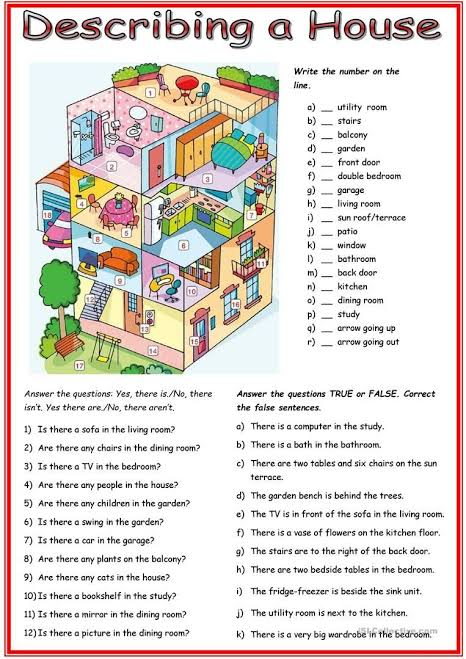 Describing a House
1
2
3
4
5
7
18
8
6
9
10
11
12
16
13
15
14
17
Write the number on the
line.
a) __ utility room
b) __ stairs
c) __ balcony
d) __ garden
e) __ front door
f) __ double bedroom
g) __ garage
h) __ living room
i) __ sun roof/terrace
j) __ patio
k) __ window
l) __ bathroom
m) __ back door
n) __ kitchen
o) __ dining room
p) __ study
q) __ arrow going up
r) __ arrow going out
Answer the questions: Yes, there is./No, there
isn't. Yes there are./No, there aren't.
1) Is there a sofa in the living room?
2) Are there any chairs in the dining room?
3) Is there a TV in the bedroom?
4) Are there any people in the house?
5) Are there any children in the garden?
6) Is there a swing in the garden?
7) Is there a car in the garage?
8) Are there any plants on the balcony?
9) Are there any cats in the house?
10) Is there a bookshelf in the study?
11) Is there a mirror in the dining room?
12) Is there a picture in the dining room?
Answer the questions TRUE or FALSE. Correct
the false sentences.
a) There is a computer in the study.
b) There is a bath in the bathroom.
c) There are two tables and six chairs on the sun
terrace.
d) The garden bench is behind the trees.
e) The TV is in front of the sofa in the living room.
f) There is a vase of flowers on the kitchen floor.
g) The stairs are to the right of the back door.
h) There are two bedside tables in the bedroom.
i) The fridge-freezer is beside the sink unit.
j) The utility room is next to the kitchen.
k) There is a very big wardrobe in the bedroom.
iSLCollective.com